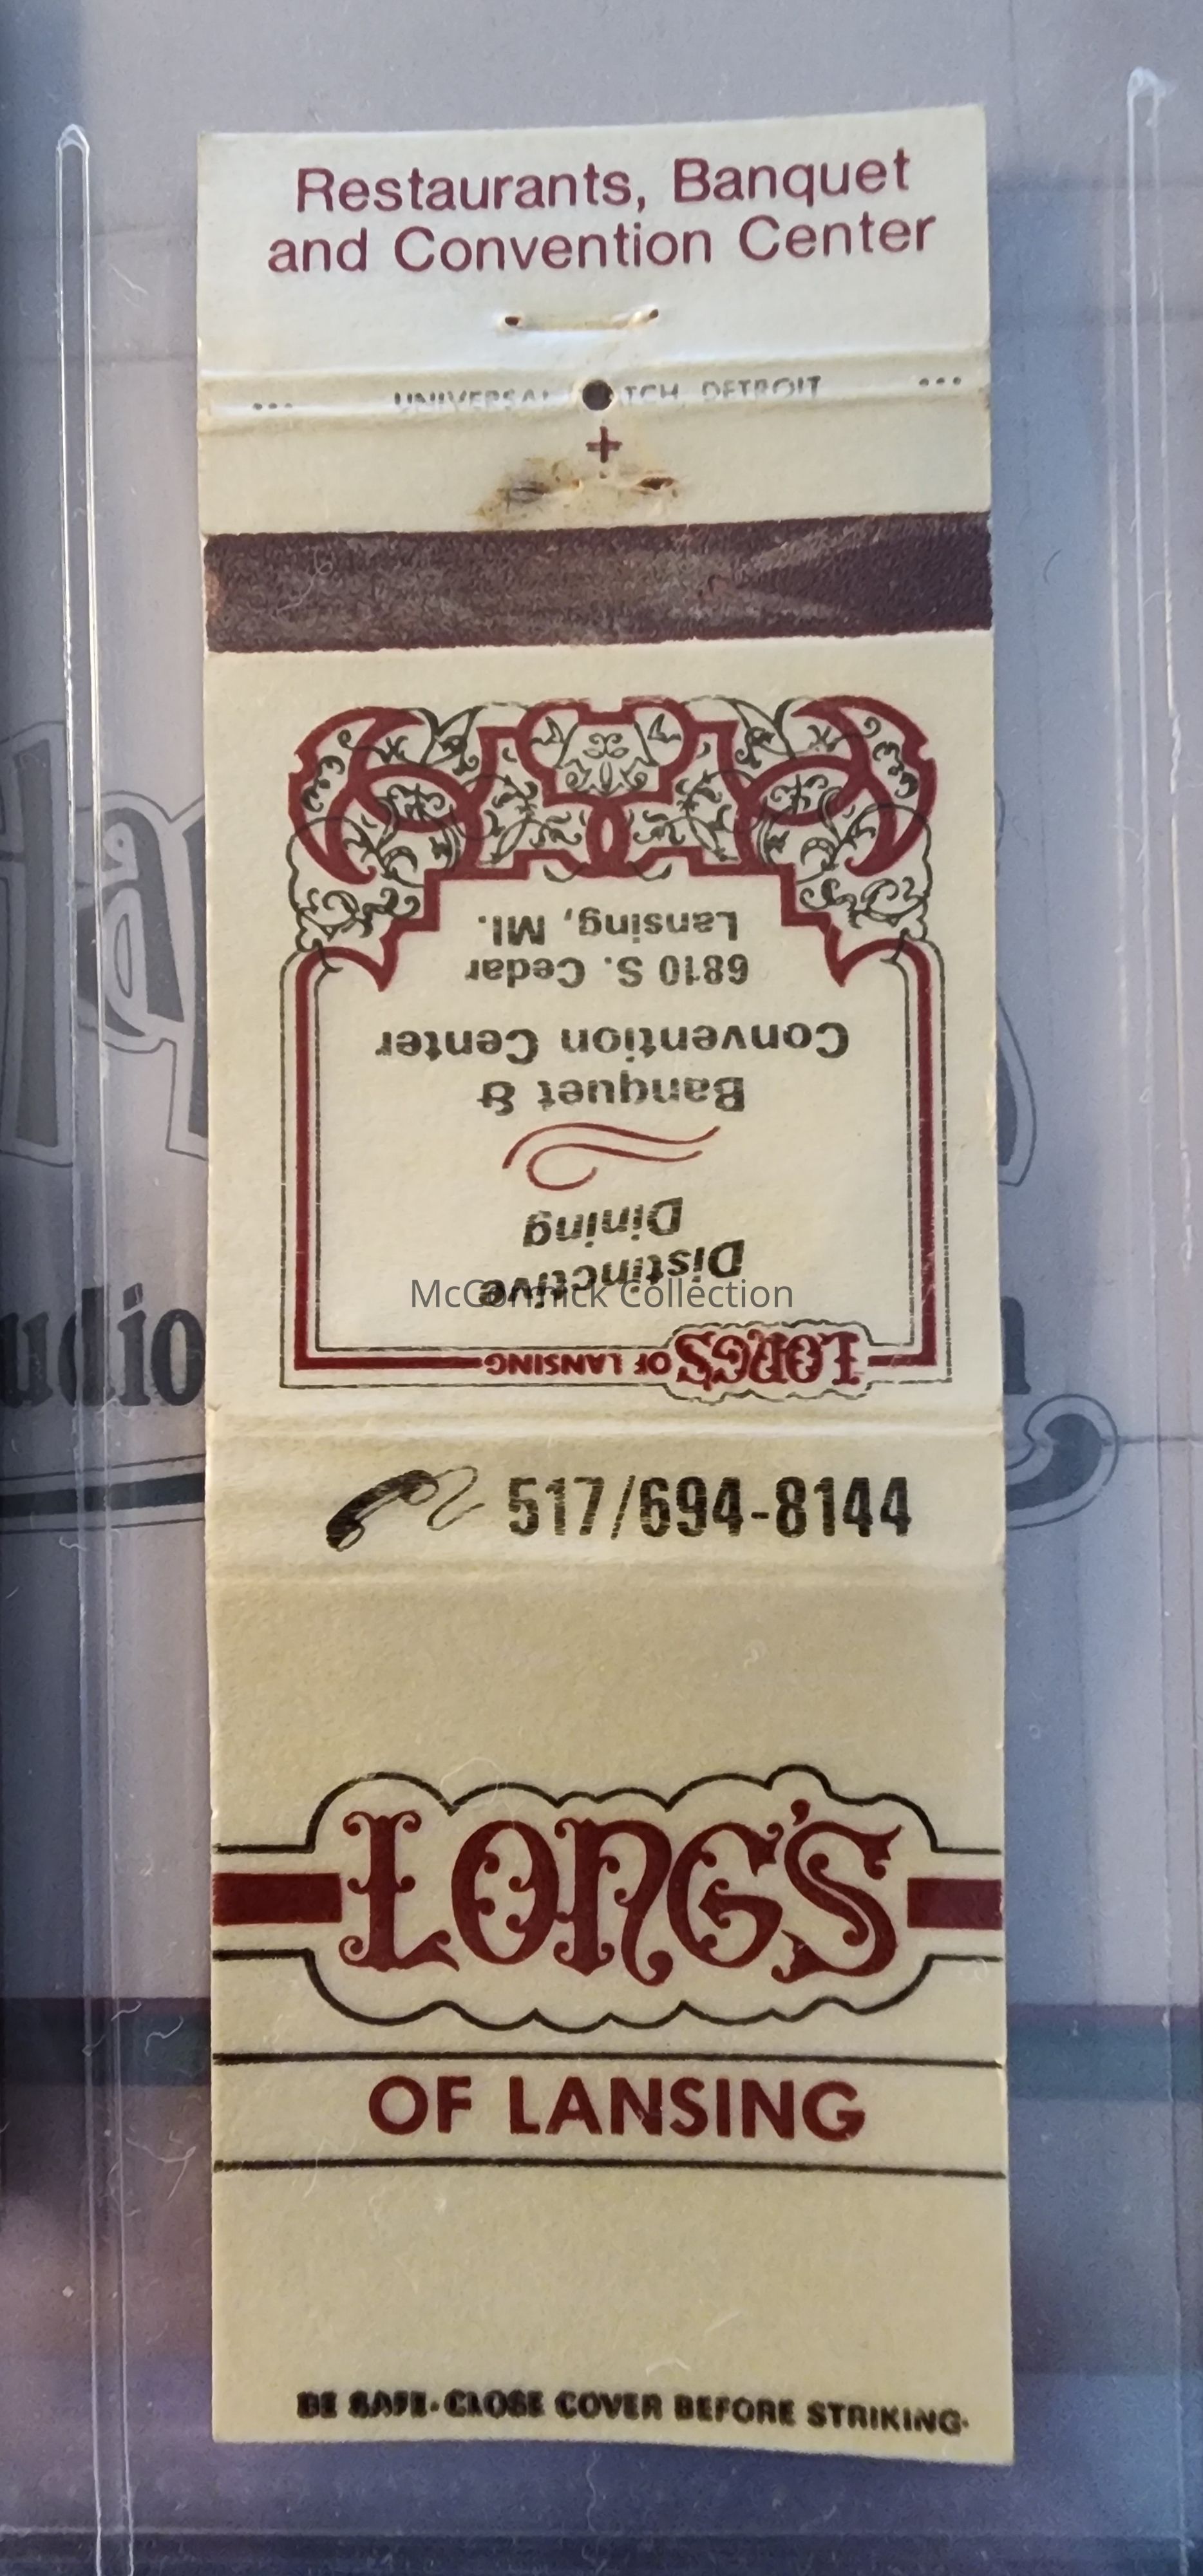 Restaurants, Banquet
and Convention Center
UNIVERSAL MATCH, DETROIT
LONG'S OF LANSING
Distinctive
Dining
Banquet &
Convention Center
6810 S. Cedar
Lansing, MI.
517/694-8144
LONG'S
OF LANSING
BE SAFE. CLOSE COVER BEFORE STRIKING.
McCormick Collection
udio